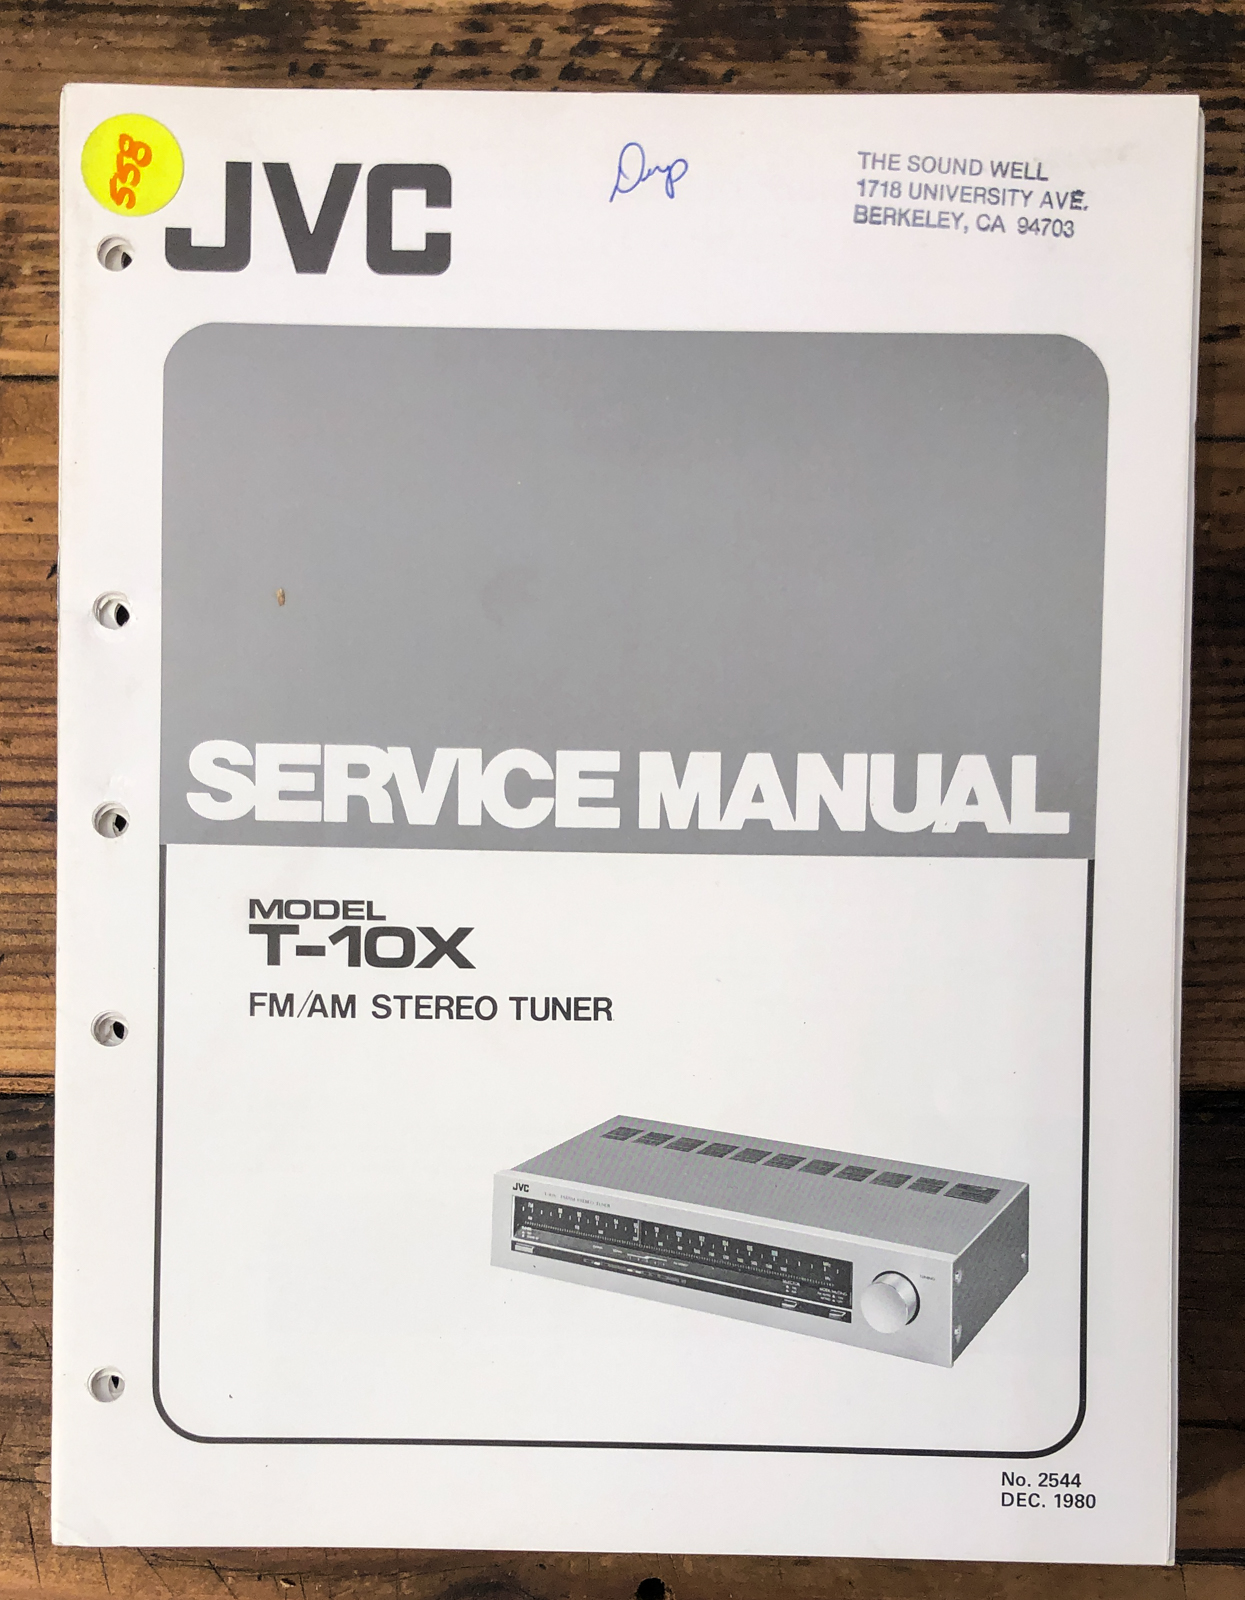 558
JVC
Dup
THE SOUND WELL
1718 UNIVERSITY AVE.
BERKELEY, CA 94703
SERVICE MANUAL
MODEL
T-10X
FM/AM STEREO TUNER
JVC
No. 2544
DEC. 1980